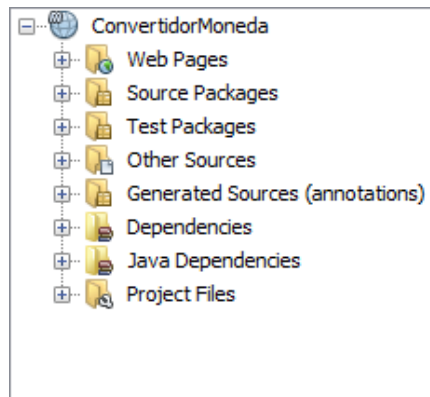 ConvertidorMoneda
Web Pages
Source Packages
Test Packages
Other Sources
Generated Sources (annotations)
Dependencies
Java Dependencies
Project Files